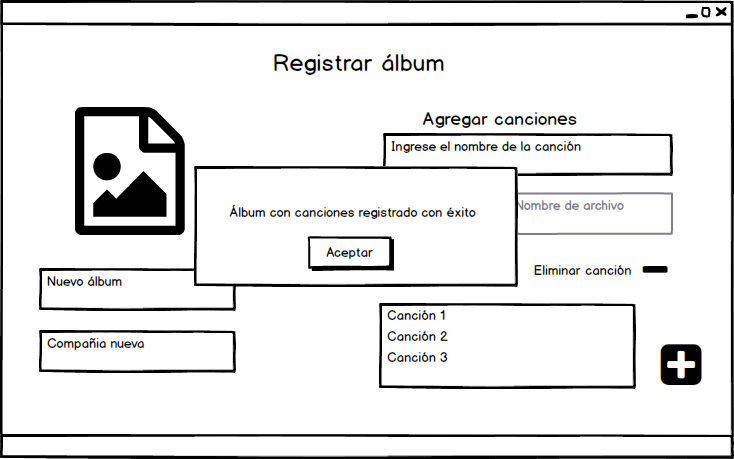 Registrar álbum
Agregar canciones
Ingrese el nombre de la canción
Nombre de archivo
Álbum con canciones registrado con éxito
Aceptar
Eliminar canción
Nuevo álbum
Compañia nueva
Canción 1
Canción 2
Canción 3